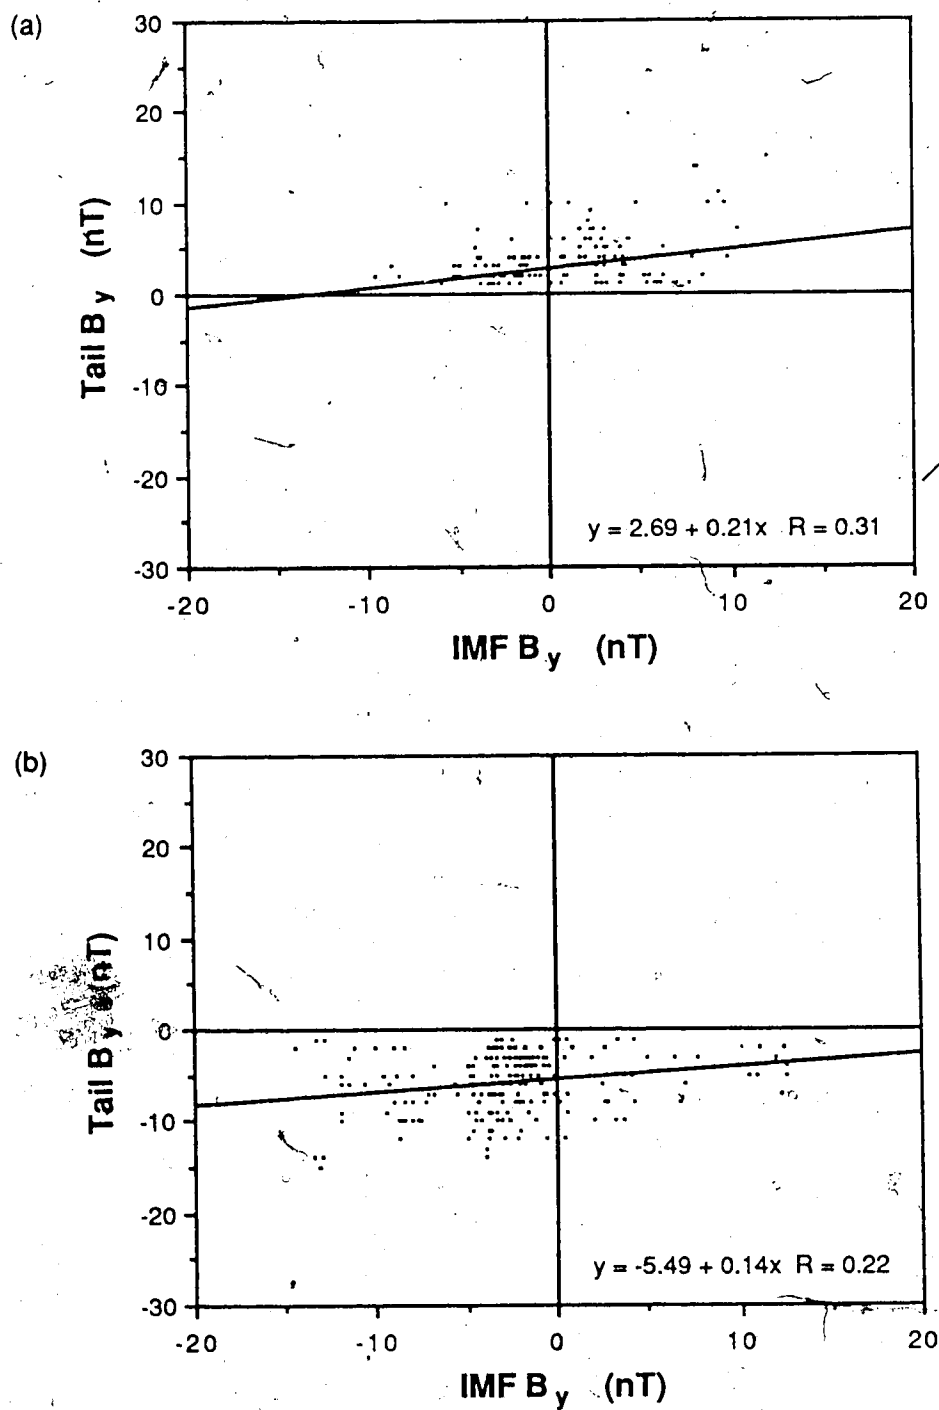 (a)
30
20
10
0
-10
-20
-30
Tail B y (nT)
y = 2.69 + 0.21x R = 0.31
-20 -10 0 10 20
IMF B y (nT)
(b)
30
20
10
0
-10
-20
-30
Tail B y (nT)
y = -5.49 + 0.14x R = 0.22
-20 -10 0 10 20
IMF B y (nT)